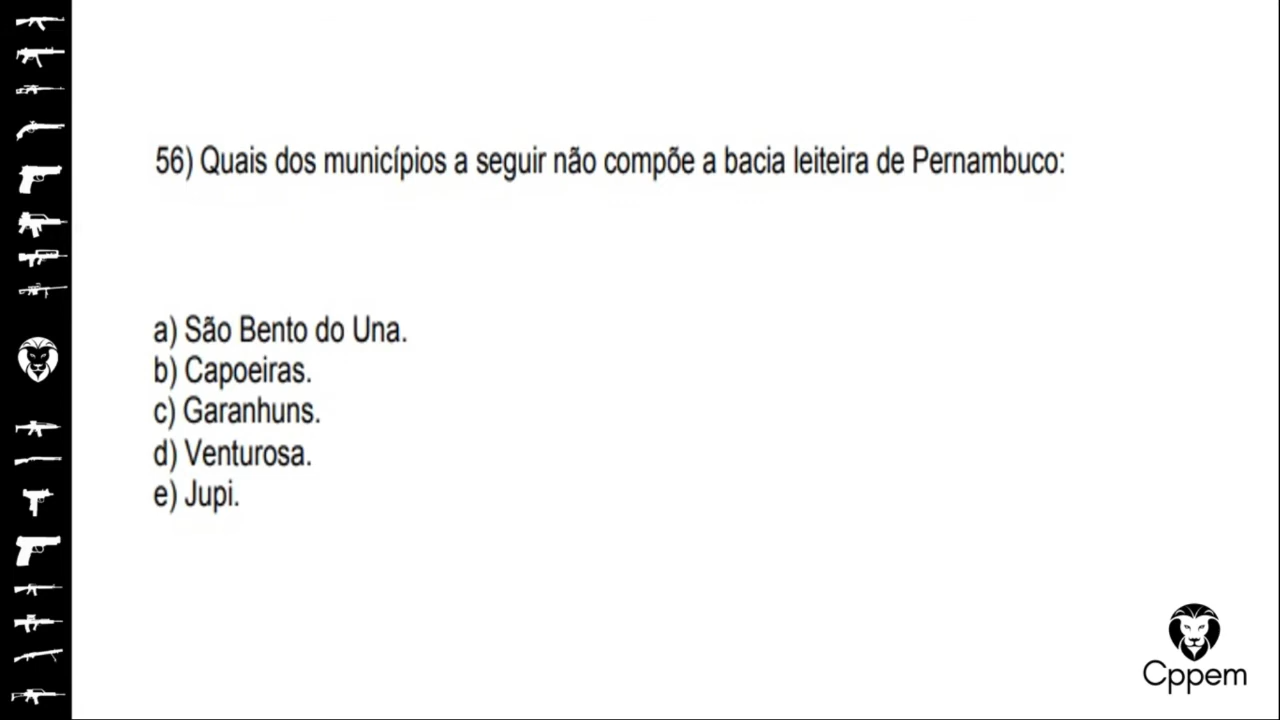 56) Quais dos municípios a seguir não compõe a bacia leiteira de Pernambuco:
a) São Bento do Una.
b) Capoeiras.
c) Garanhuns.
d) Venturosa.
e) Jupi.
Cppem